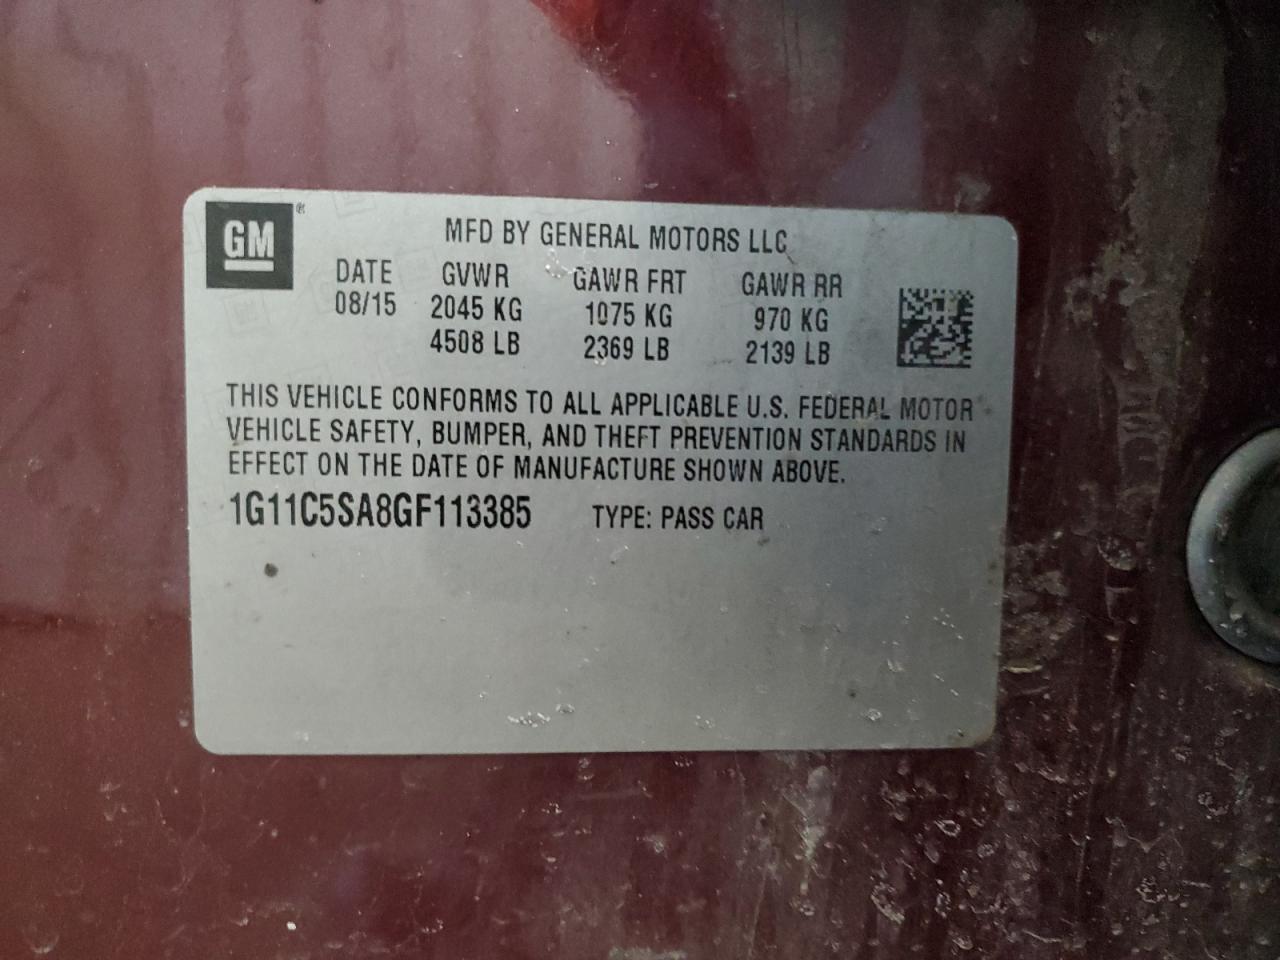 GM®
MFD BY GENERAL MOTORS LLC
DATE GVWR GAWR FRT GAWR RR
08/15 2045 KG 1075 KG 970 KG
4508 LB 2369 LB 2139 LB
THIS VEHICLE CONFORMS TO ALL APPLICABLE U.S. FEDERAL MOTOR
VEHICLE SAFETY, BUMPER, AND THEFT PREVENTION STANDARDS IN
EFFECT ON THE DATE OF MANUFACTURE SHOWN ABOVE.
1G11C5SA8GF113385 TYPE: PASS CAR